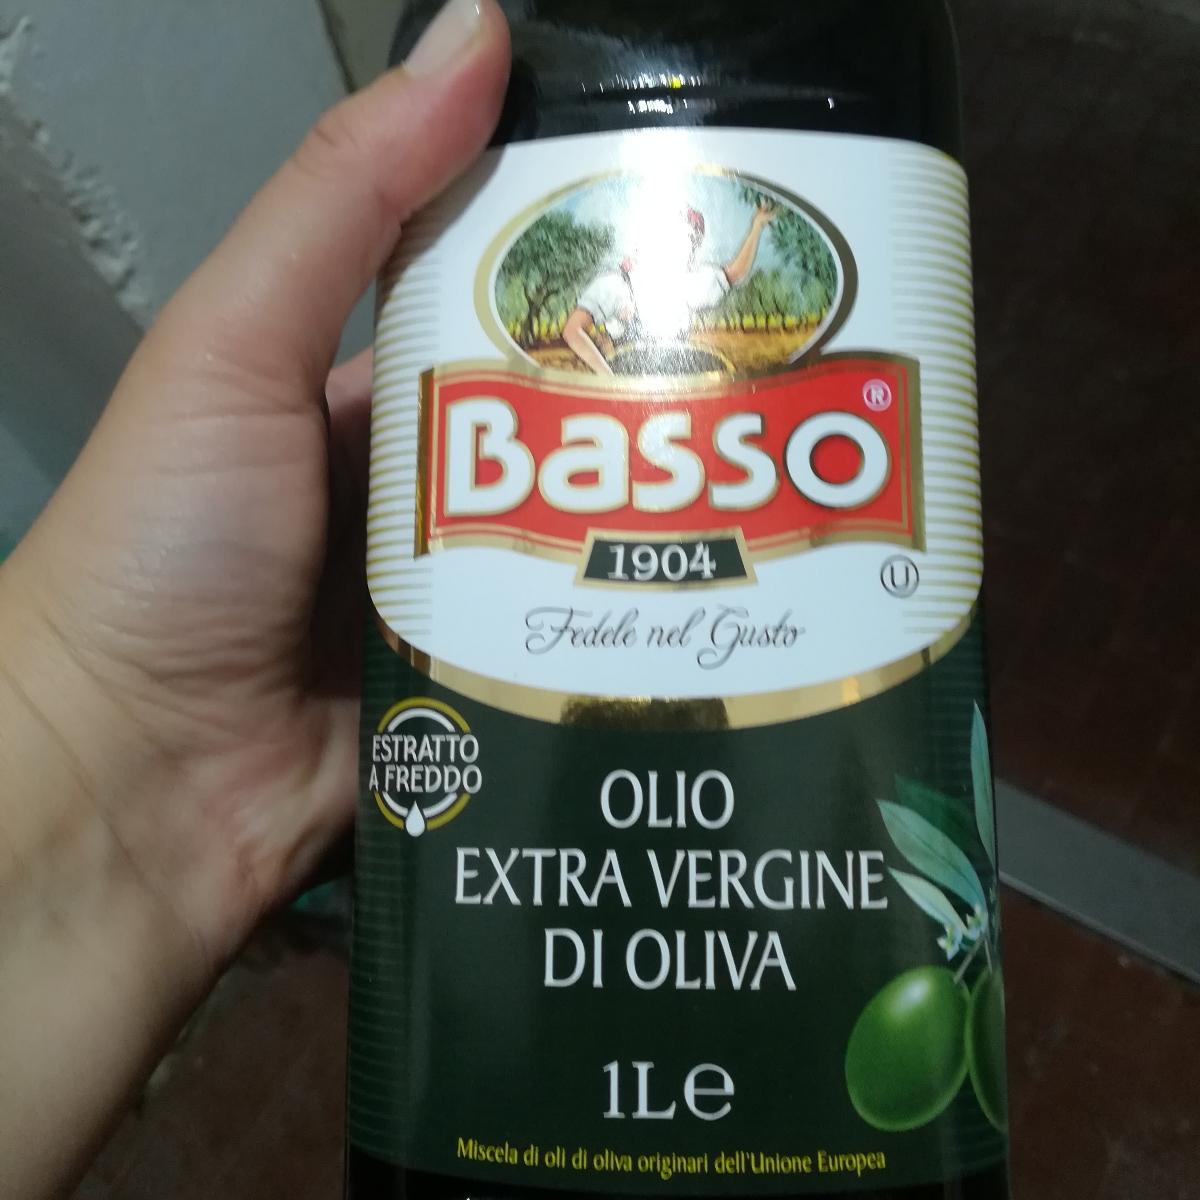 BASSO ®
1904
U
Fedele nel Gusto
ESTRATTO
A FREDDO
OLIO
EXTRA VERGINE
DI OLIVA
1L e
Miscela di oli di oliva originari dell'Unione Europea